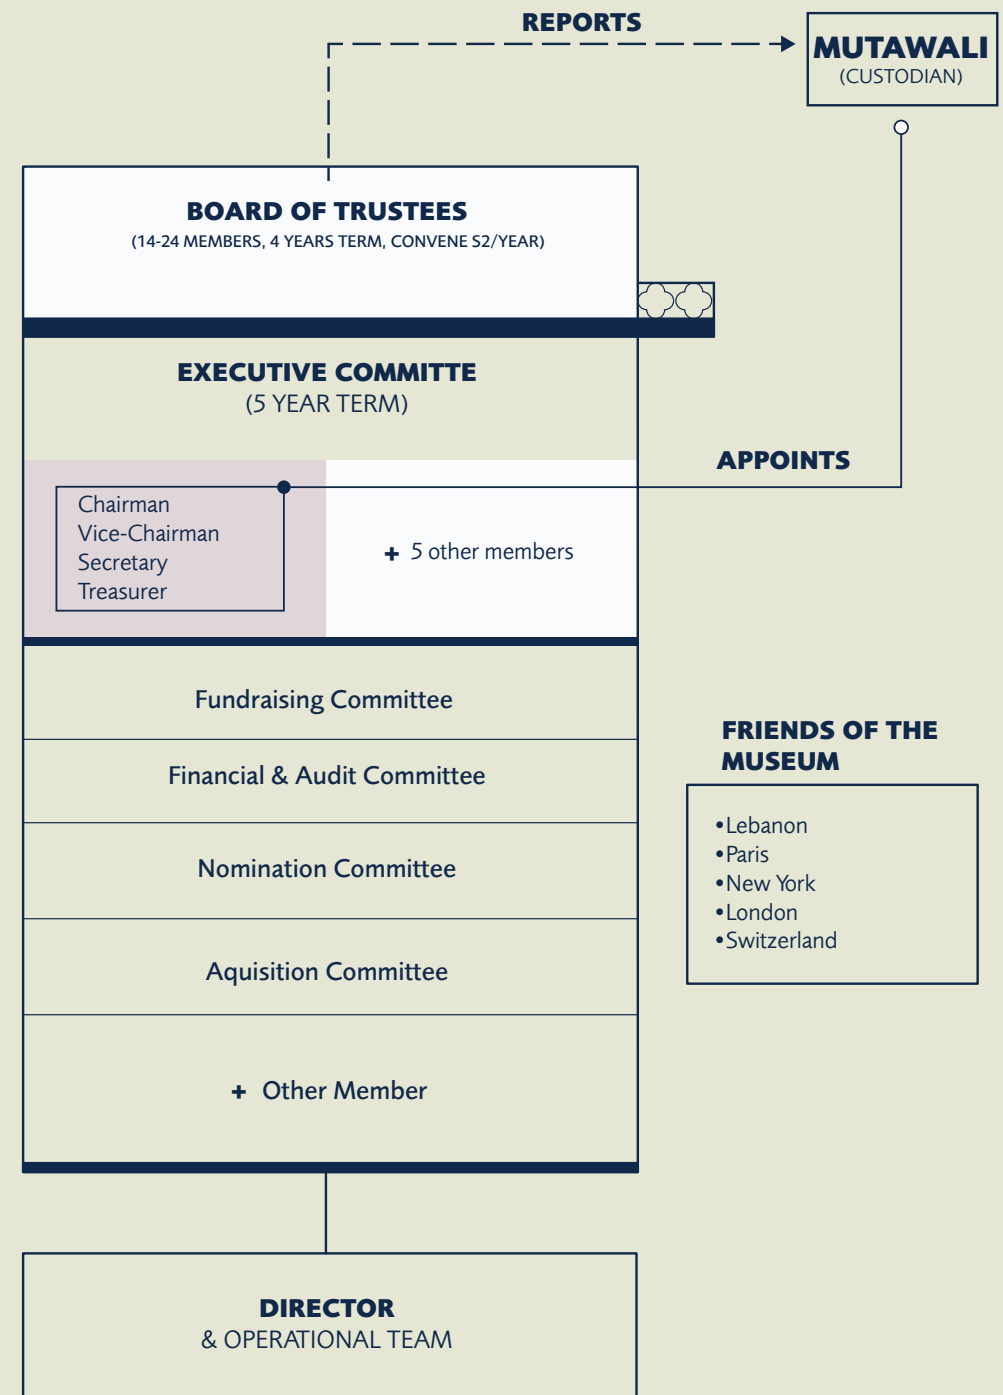 REPORTS
MUTAWALI
(CUSTODIAN)
BOARD OF TRUSTEES
(14-24 MEMBERS, 4 YEARS TERM, CONVENE S2/YEAR)
EXECUTIVE COMMITTE
(5 YEAR TERM)
APPOINTS
Chairman
Vice-Chairman
Secretary
Treasurer
+ 5 other members
Fundraising Committee
Financial & Audit Committee
Nomination Committee
Aquisition Committee
+ Other Member
FRIENDS OF THE
MUSEUM
•Lebanon
•Paris
•New York
•London
•Switzerland
DIRECTOR
& OPERATIONAL TEAM